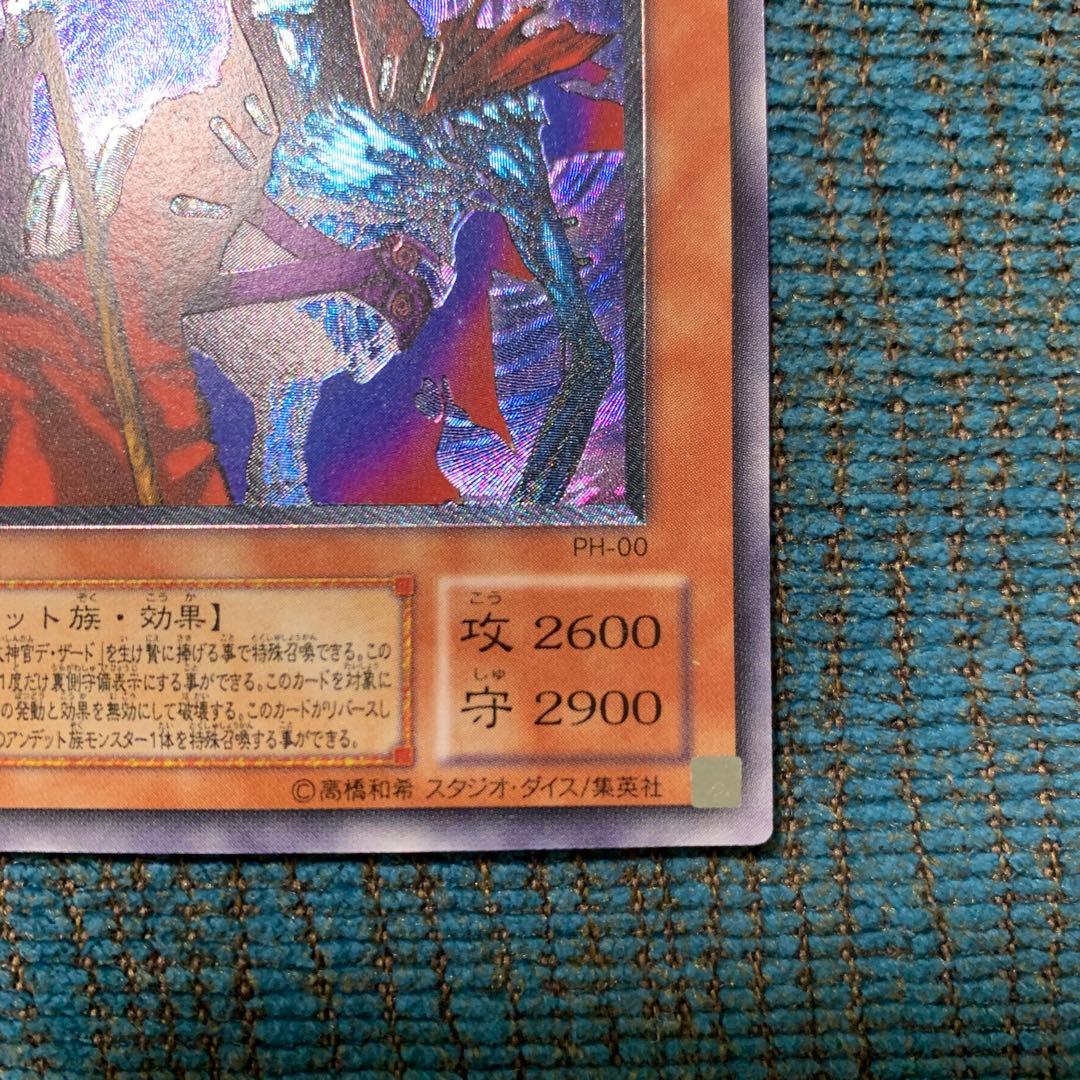 PH-00
ット族・効果】
神官デ・ザード」を生け贄に捧げる事で特殊召喚できる。この
1度だけ裏側守備表示にする事ができる。このカードを対象に
の発動と効果を無効にして破壊する。このカードがリバースし
のアンデット族モンスター1体を特殊召喚する事ができる。
こう
攻 2600
しゅ
守 2900
©高橋和希 スタジオ・ダイス/集英社